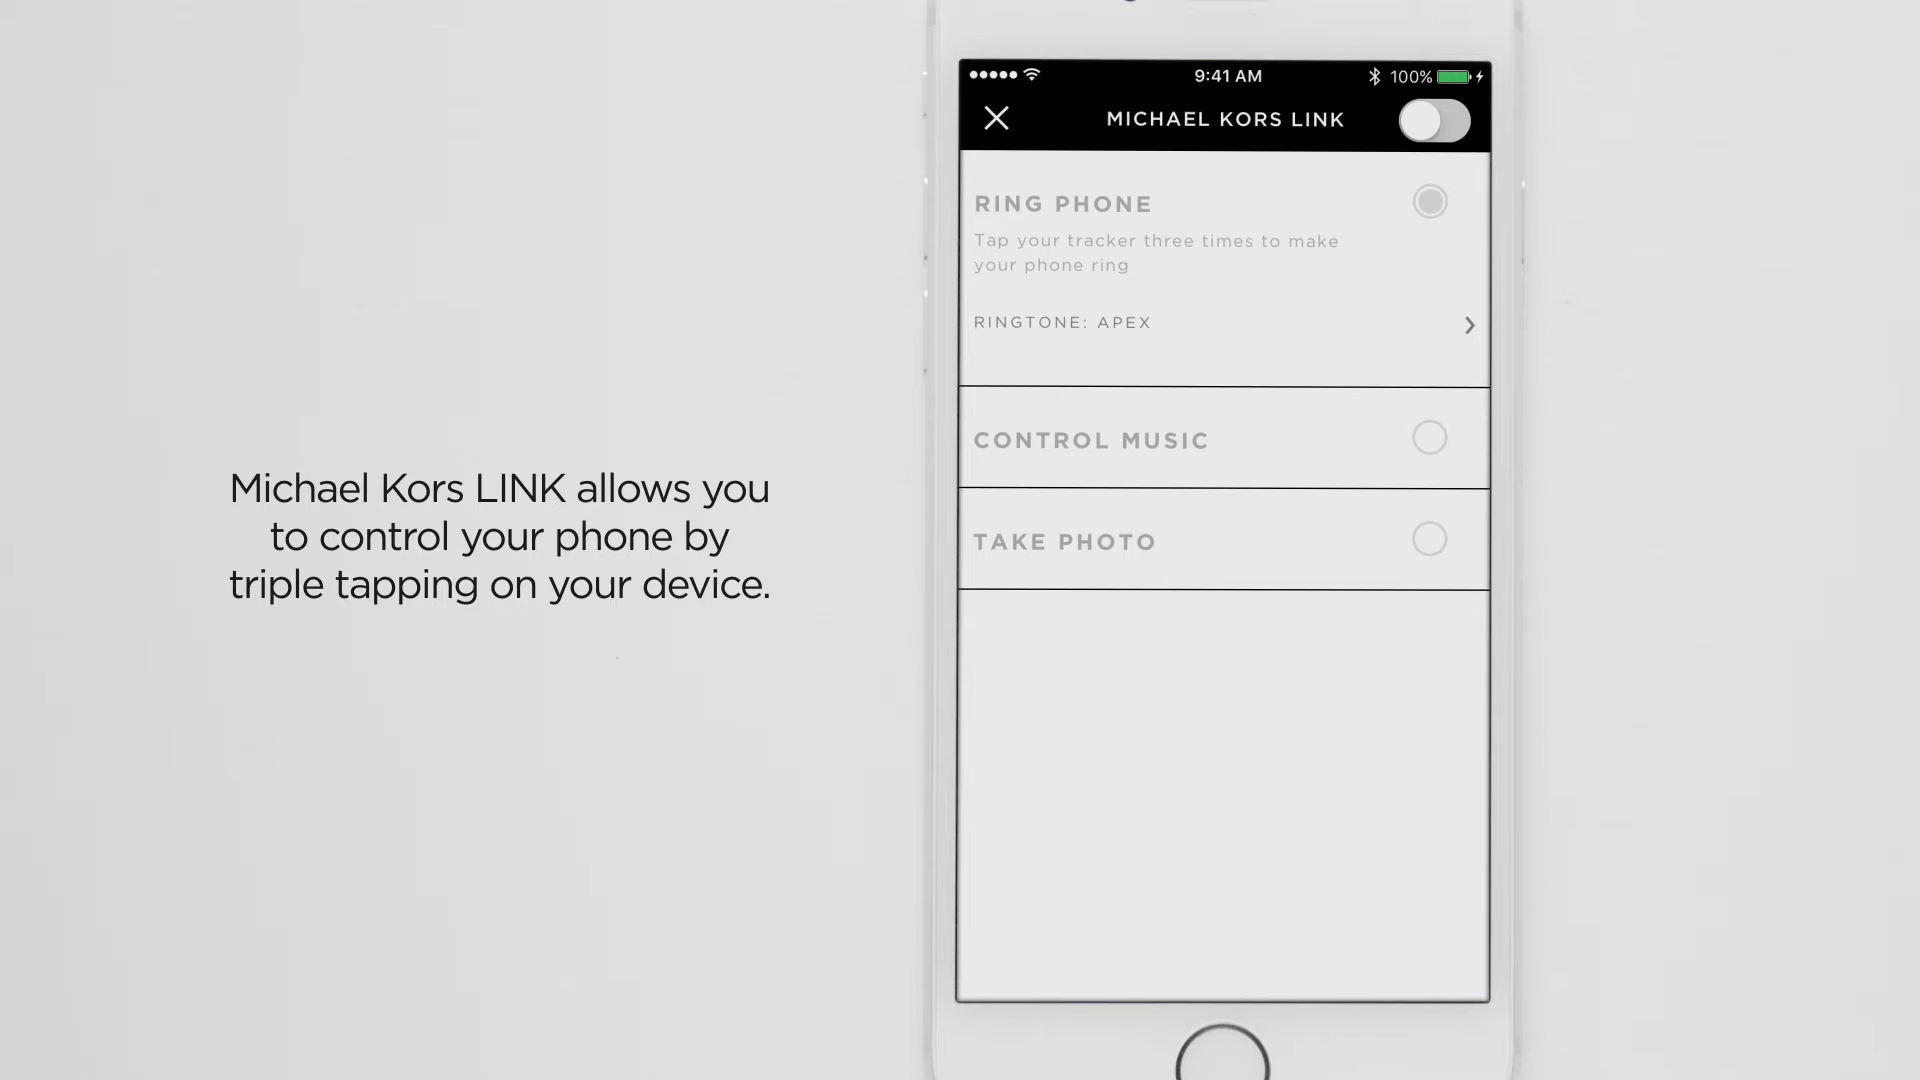 Michael Kors LINK allows you
to control your phone by
triple tapping on your device.
9:41 AM
100%
MICHAEL KORS LINK
RING PHONE
Tap your tracker three times to make
your phone ring
RINGTONE: APEX
CONTROL MUSIC
TAKE PHOTO